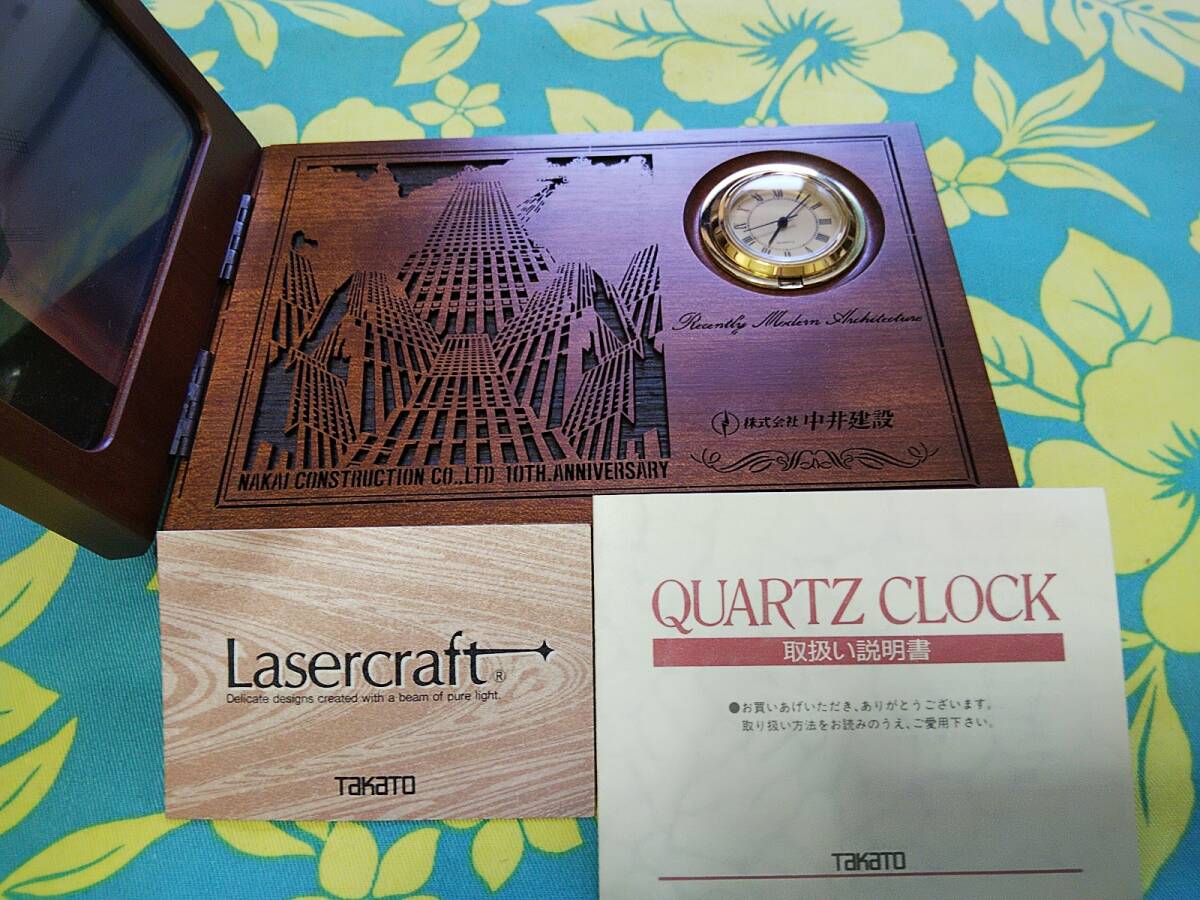 Recently Modern Architecture
株式会社 中井建設
NAKAI CONSTRUCTION CO.,LTD 10TH.ANNIVERSARY
Lasercraft®
Delicate designs created with a beam of pure light.
TAKATO
QUARTZ CLOCK
取扱い説明書
●お買いあげいただき、ありがとうございます。
取り扱い方法をお読みのうえ、ご愛用下さい。
TAKATO